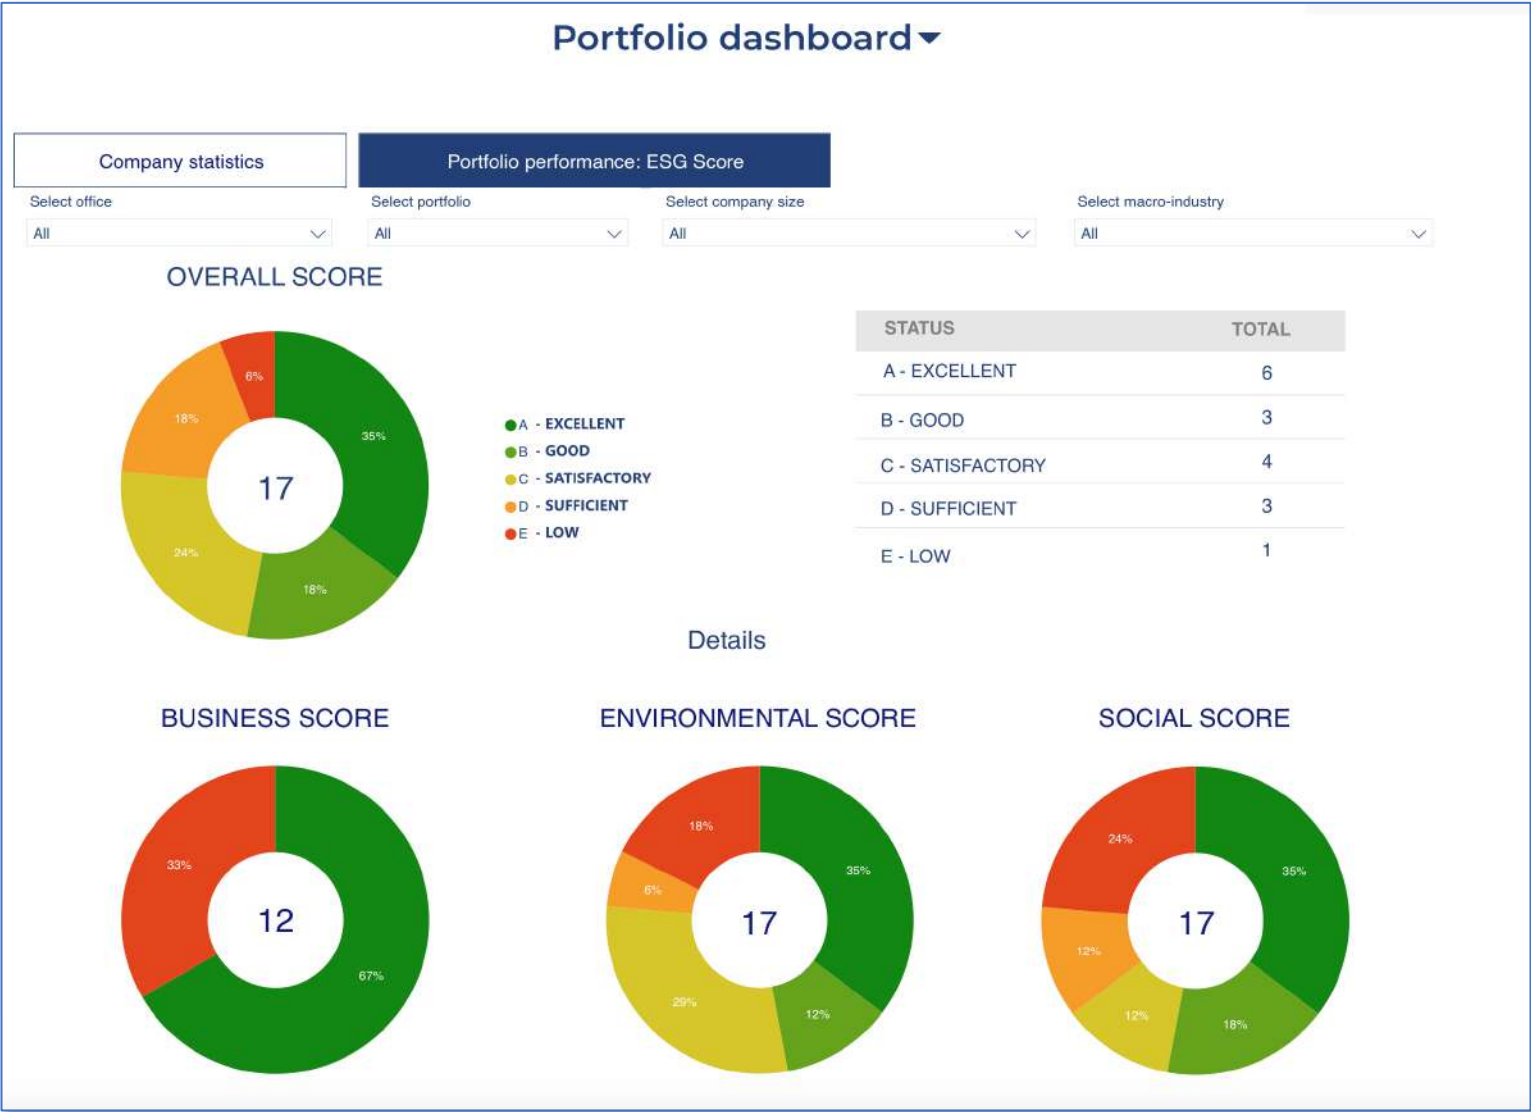 Portfolio dashboard
Company statistics
Portfolio performance: ESG Score
Select office
Select portfolio
Select company size
Select macro-industry
All
All
All
All
OVERALL SCORE
6%
18%
35%
17
24%
18%
A - EXCELLENT
B - GOOD
C - SATISFACTORY
D - SUFFICIENT
E - LOW
STATUS TOTAL
A - EXCELLENT 6
B - GOOD 3
C - SATISFACTORY 4
D - SUFFICIENT 3
E - LOW 1
Details
BUSINESS SCORE
33%
12
67%
ENVIRONMENTAL SCORE
18%
35%
6%
17
29%
12%
SOCIAL SCORE
24%
35%
17
12%
12%
18%